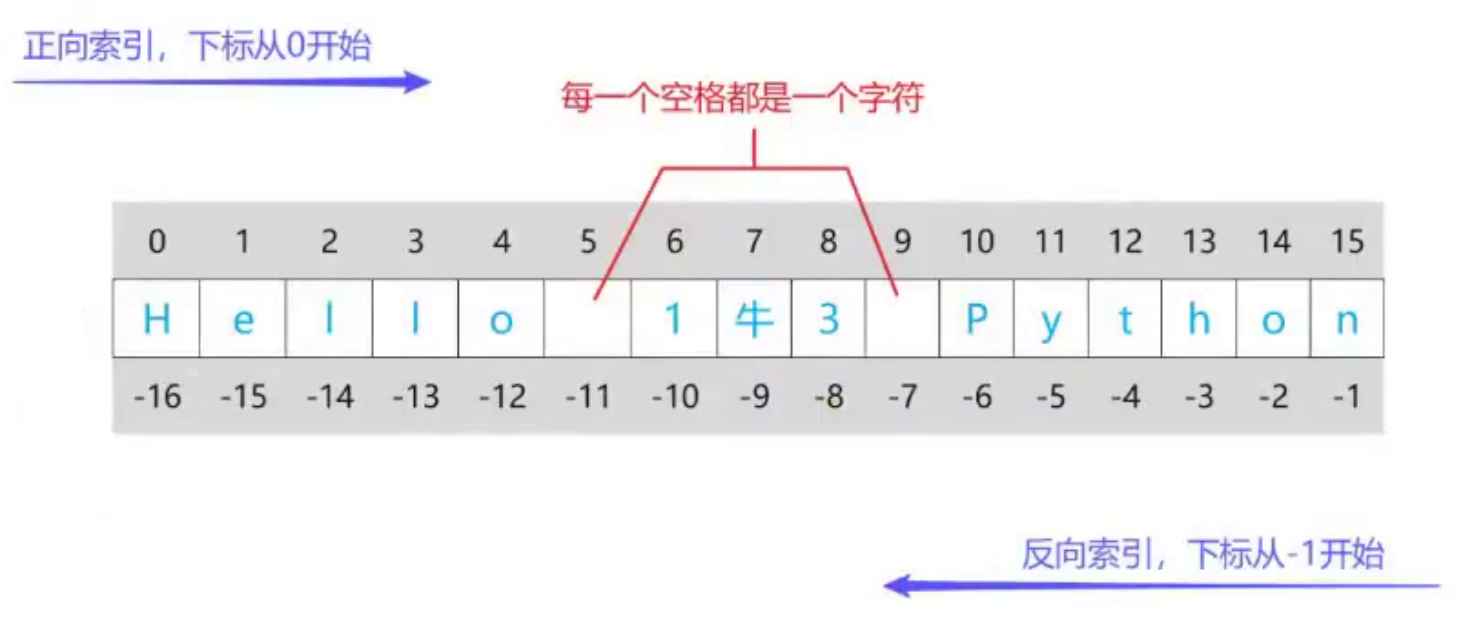 正向索引，下标从0开始
每一个空格都是一个字符
0 1 2 3 4 5 6 7 8 9 10 11 12 13 14 15
H e l l o 1 牛 3 P y t h o n
-16 -15 -14 -13 -12 -11 -10 -9 -8 -7 -6 -5 -4 -3 -2 -1
反向索引，下标从-1开始